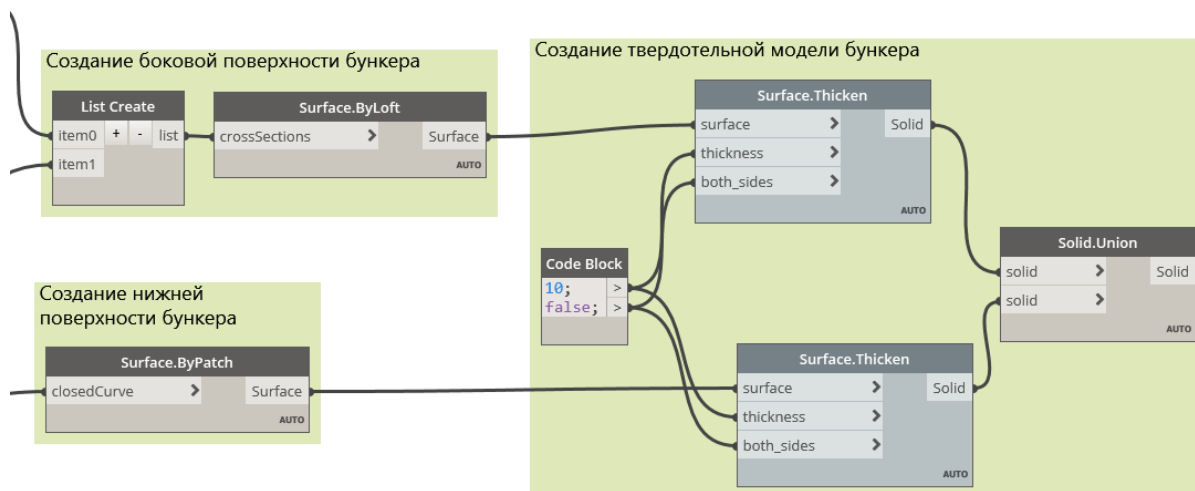 Создание боковой поверхности бункера
List Create
item0 + - list
item1
Surface.ByLoft
crossSections > Surface
AUTO
Создание нижней
поверхности бункера
Surface.ByPatch
closedCurve > Surface
AUTO
Создание твердотельной модели бункера
Surface.Thicken
surface > Solid
thickness >
both_sides >
AUTO
Code Block
10; >
false; >
Surface.Thicken
surface > Solid
thickness >
both_sides >
AUTO
Solid.Union
solid > Solid
solid >
AUTO